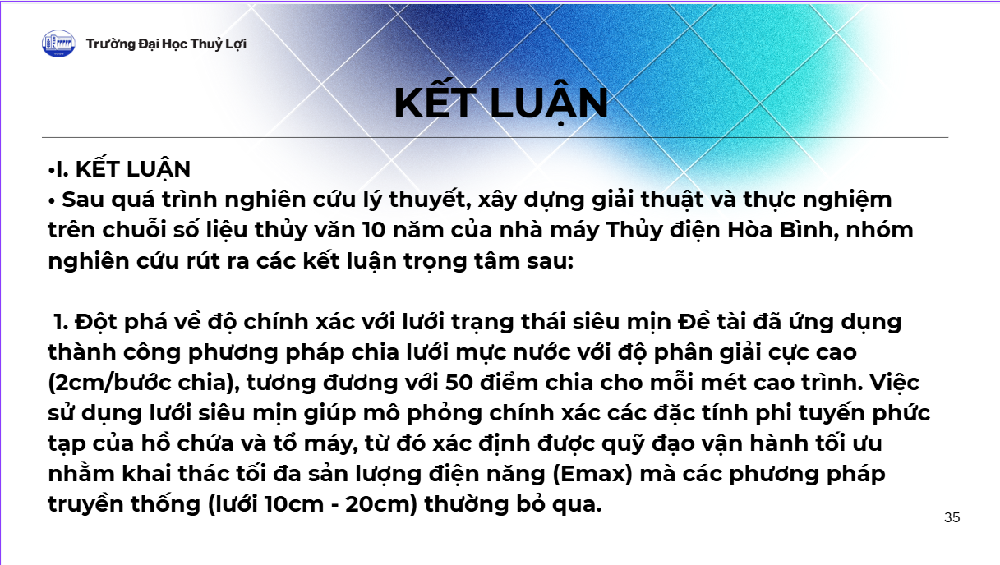 Trường Đại Học Thuỷ Lợi
KẾT LUẬN
•I. KẾT LUẬN
• Sau quá trình nghiên cứu lý thuyết, xây dựng giải thuật và thực nghiệm
trên chuỗi số liệu thủy văn 10 năm của nhà máy Thủy điện Hòa Bình, nhóm
nghiên cứu rút ra các kết luận trọng tâm sau:
1. Đột phá về độ chính xác với lưới trạng thái siêu mịn Đề tài đã ứng dụng
thành công phương pháp chia lưới mực nước với độ phân giải cực cao
(2cm/bước chia), tương đương với 50 điểm chia cho mỗi mét cao trình. Việc
sử dụng lưới siêu mịn giúp mô phỏng chính xác các đặc tính phi tuyến phức
tạp của hồ chứa và tổ máy, từ đó xác định được quỹ đạo vận hành tối ưu
nhằm khai thác tối đa sản lượng điện năng (Emax) mà các phương pháp
truyền thống (lưới 10cm - 20cm) thường bỏ qua.
35